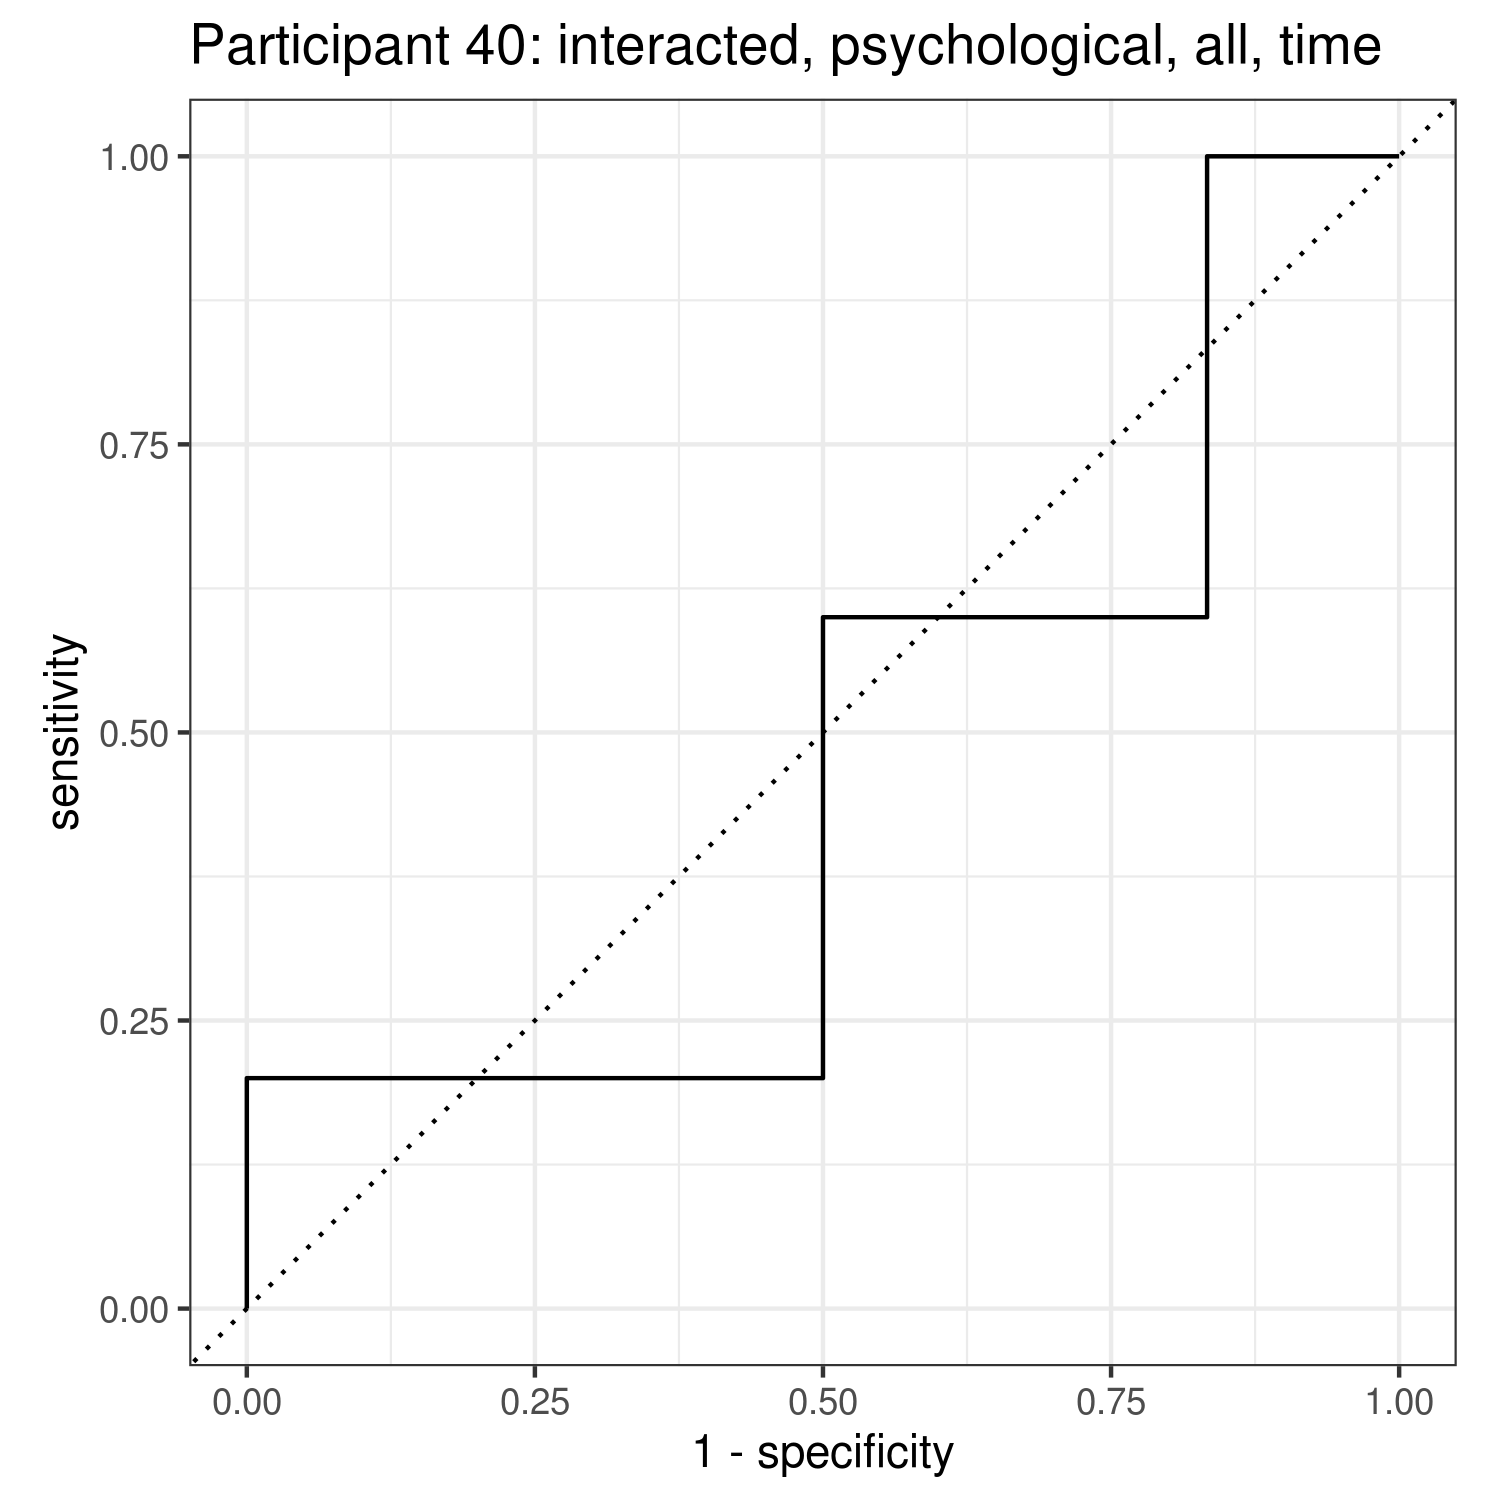 Participant 40: interacted, psychological, all, time
1.00
0.75
0.50
0.25
0.00
sensitivity
0.00 0.25 0.50 0.75 1.00
1 - specificity